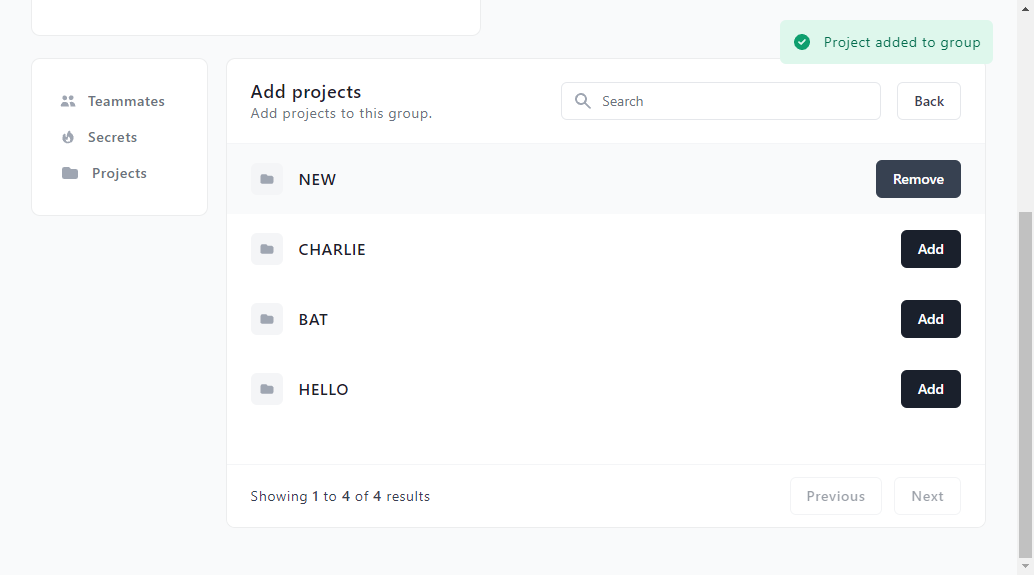 Project added to group
Teammates
Secrets
Projects
Add projects
Add projects to this group.
Search
Back
NEW
Remove
CHARLIE
Add
BAT
Add
HELLO
Add
Showing 1 to 4 of 4 results
Previous
Next